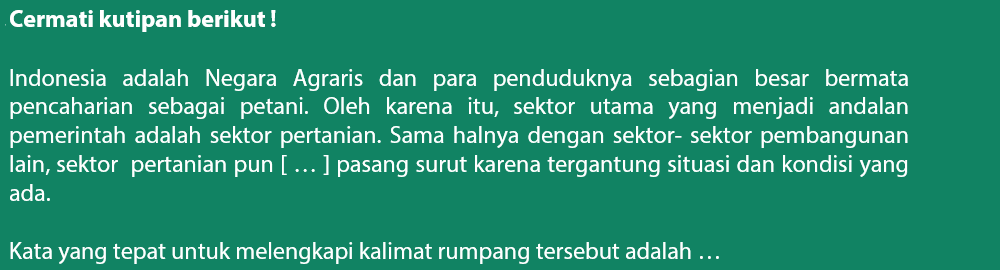 Cermati kutipan berikut !
Indonesia adalah Negara Agraris dan para penduduknya sebagian besar bermata
pencaharian sebagai petani. Oleh karena itu, sektor utama yang menjadi andalan
pemerintah adalah sektor pertanian. Sama halnya dengan sektor- sektor pembangunan
lain, sektor pertanian pun [ … ] pasang surut karena tergantung situasi dan kondisi yang
ada.
Kata yang tepat untuk melengkapi kalimat rumpang tersebut adalah …